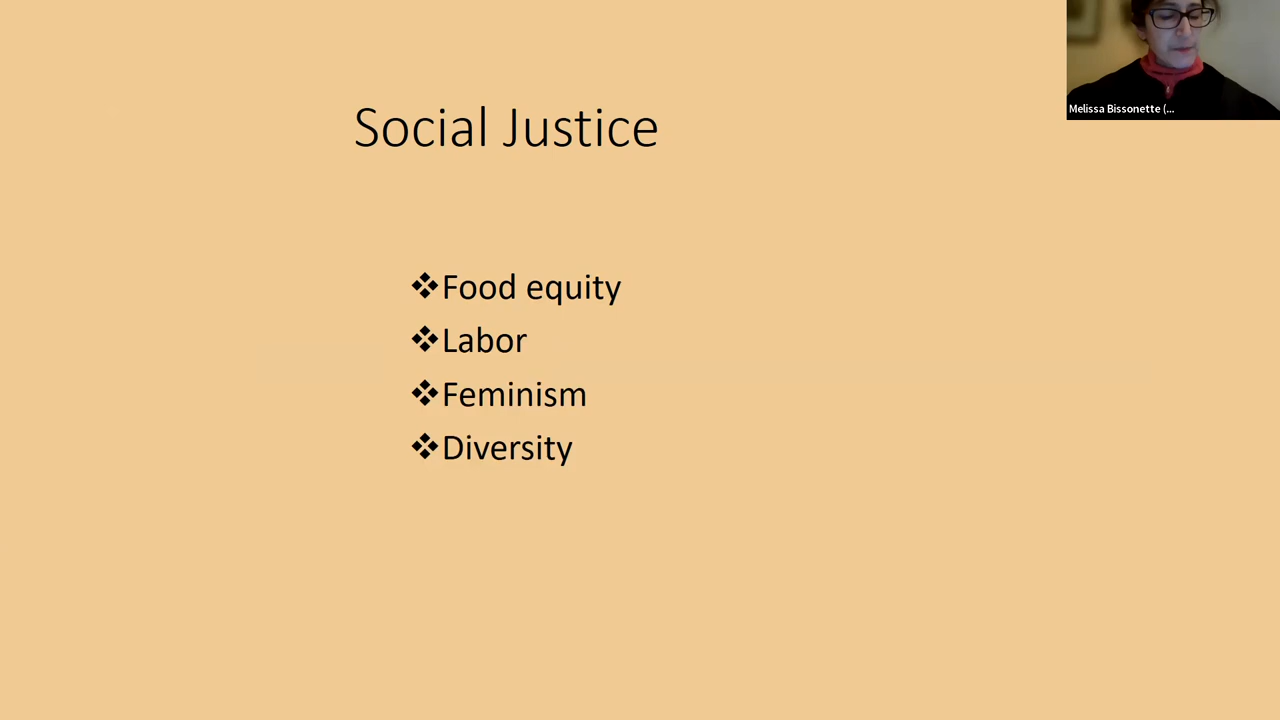 Social Justice
❖Food equity
❖Labor
❖Feminism
❖Diversity
Melissa Bissonette (...